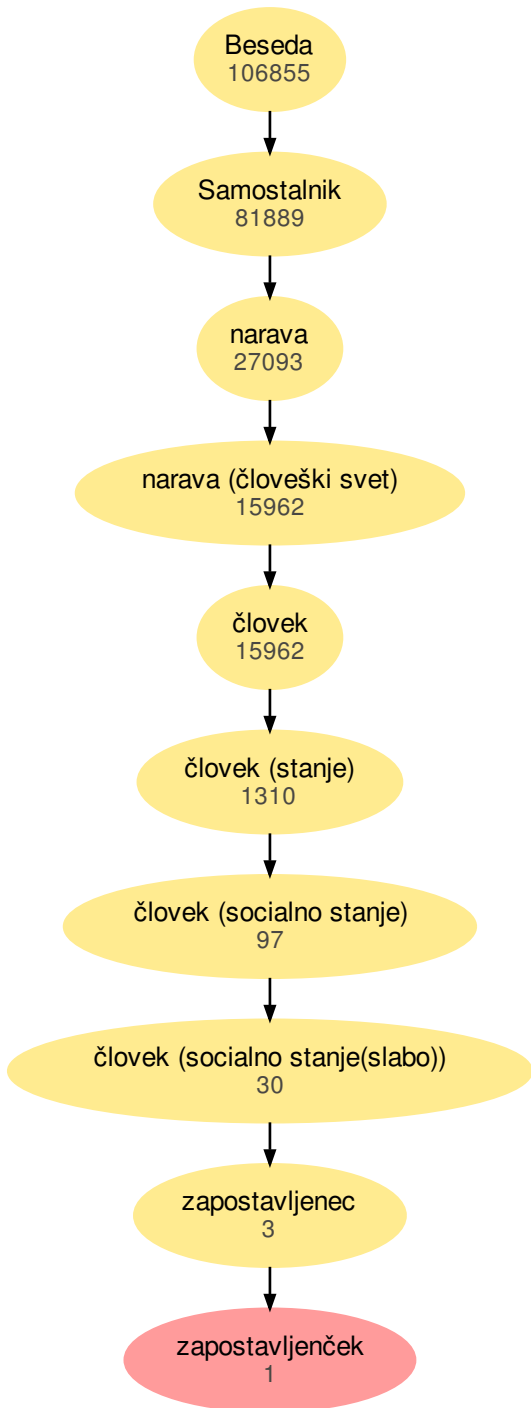 Beseda
106855
Samostalnik
81889
narava
27093
narava (človeški svet)
15962
človek
15962
človek (stanje)
1310
človek (socialno stanje)
97
človek (socialno stanje(slabo))
30
zapostavljenec
3
zapostavljenček
1